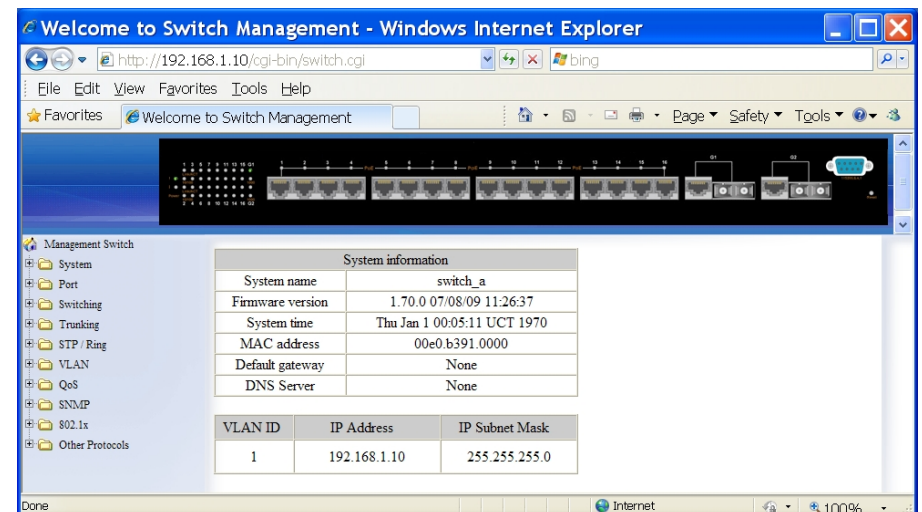 Welcome to Switch Management - Windows Internet Explorer
http://192.168.1.10/cgi-bin/switch.cgi
bing
File Edit View Favorites Tools Help
Favorites Welcome to Switch Management Page Safety Tools
Management Switch
System
Port
Switching
Trunking
STP / Ring
VLAN
QoS
SNMP
802.1x
Other Protocols
System information
System name switch_a
Firmware version 1.70.0 07/08/09 11:26:37
System time Thu Jan 1 00:05:11 UCT 1970
MAC address 00e0.b391.0000
Default gateway None
DNS Server None
VLAN ID IP Address IP Subnet Mask
1 192.168.1.10 255.255.255.0
Done Internet 100%